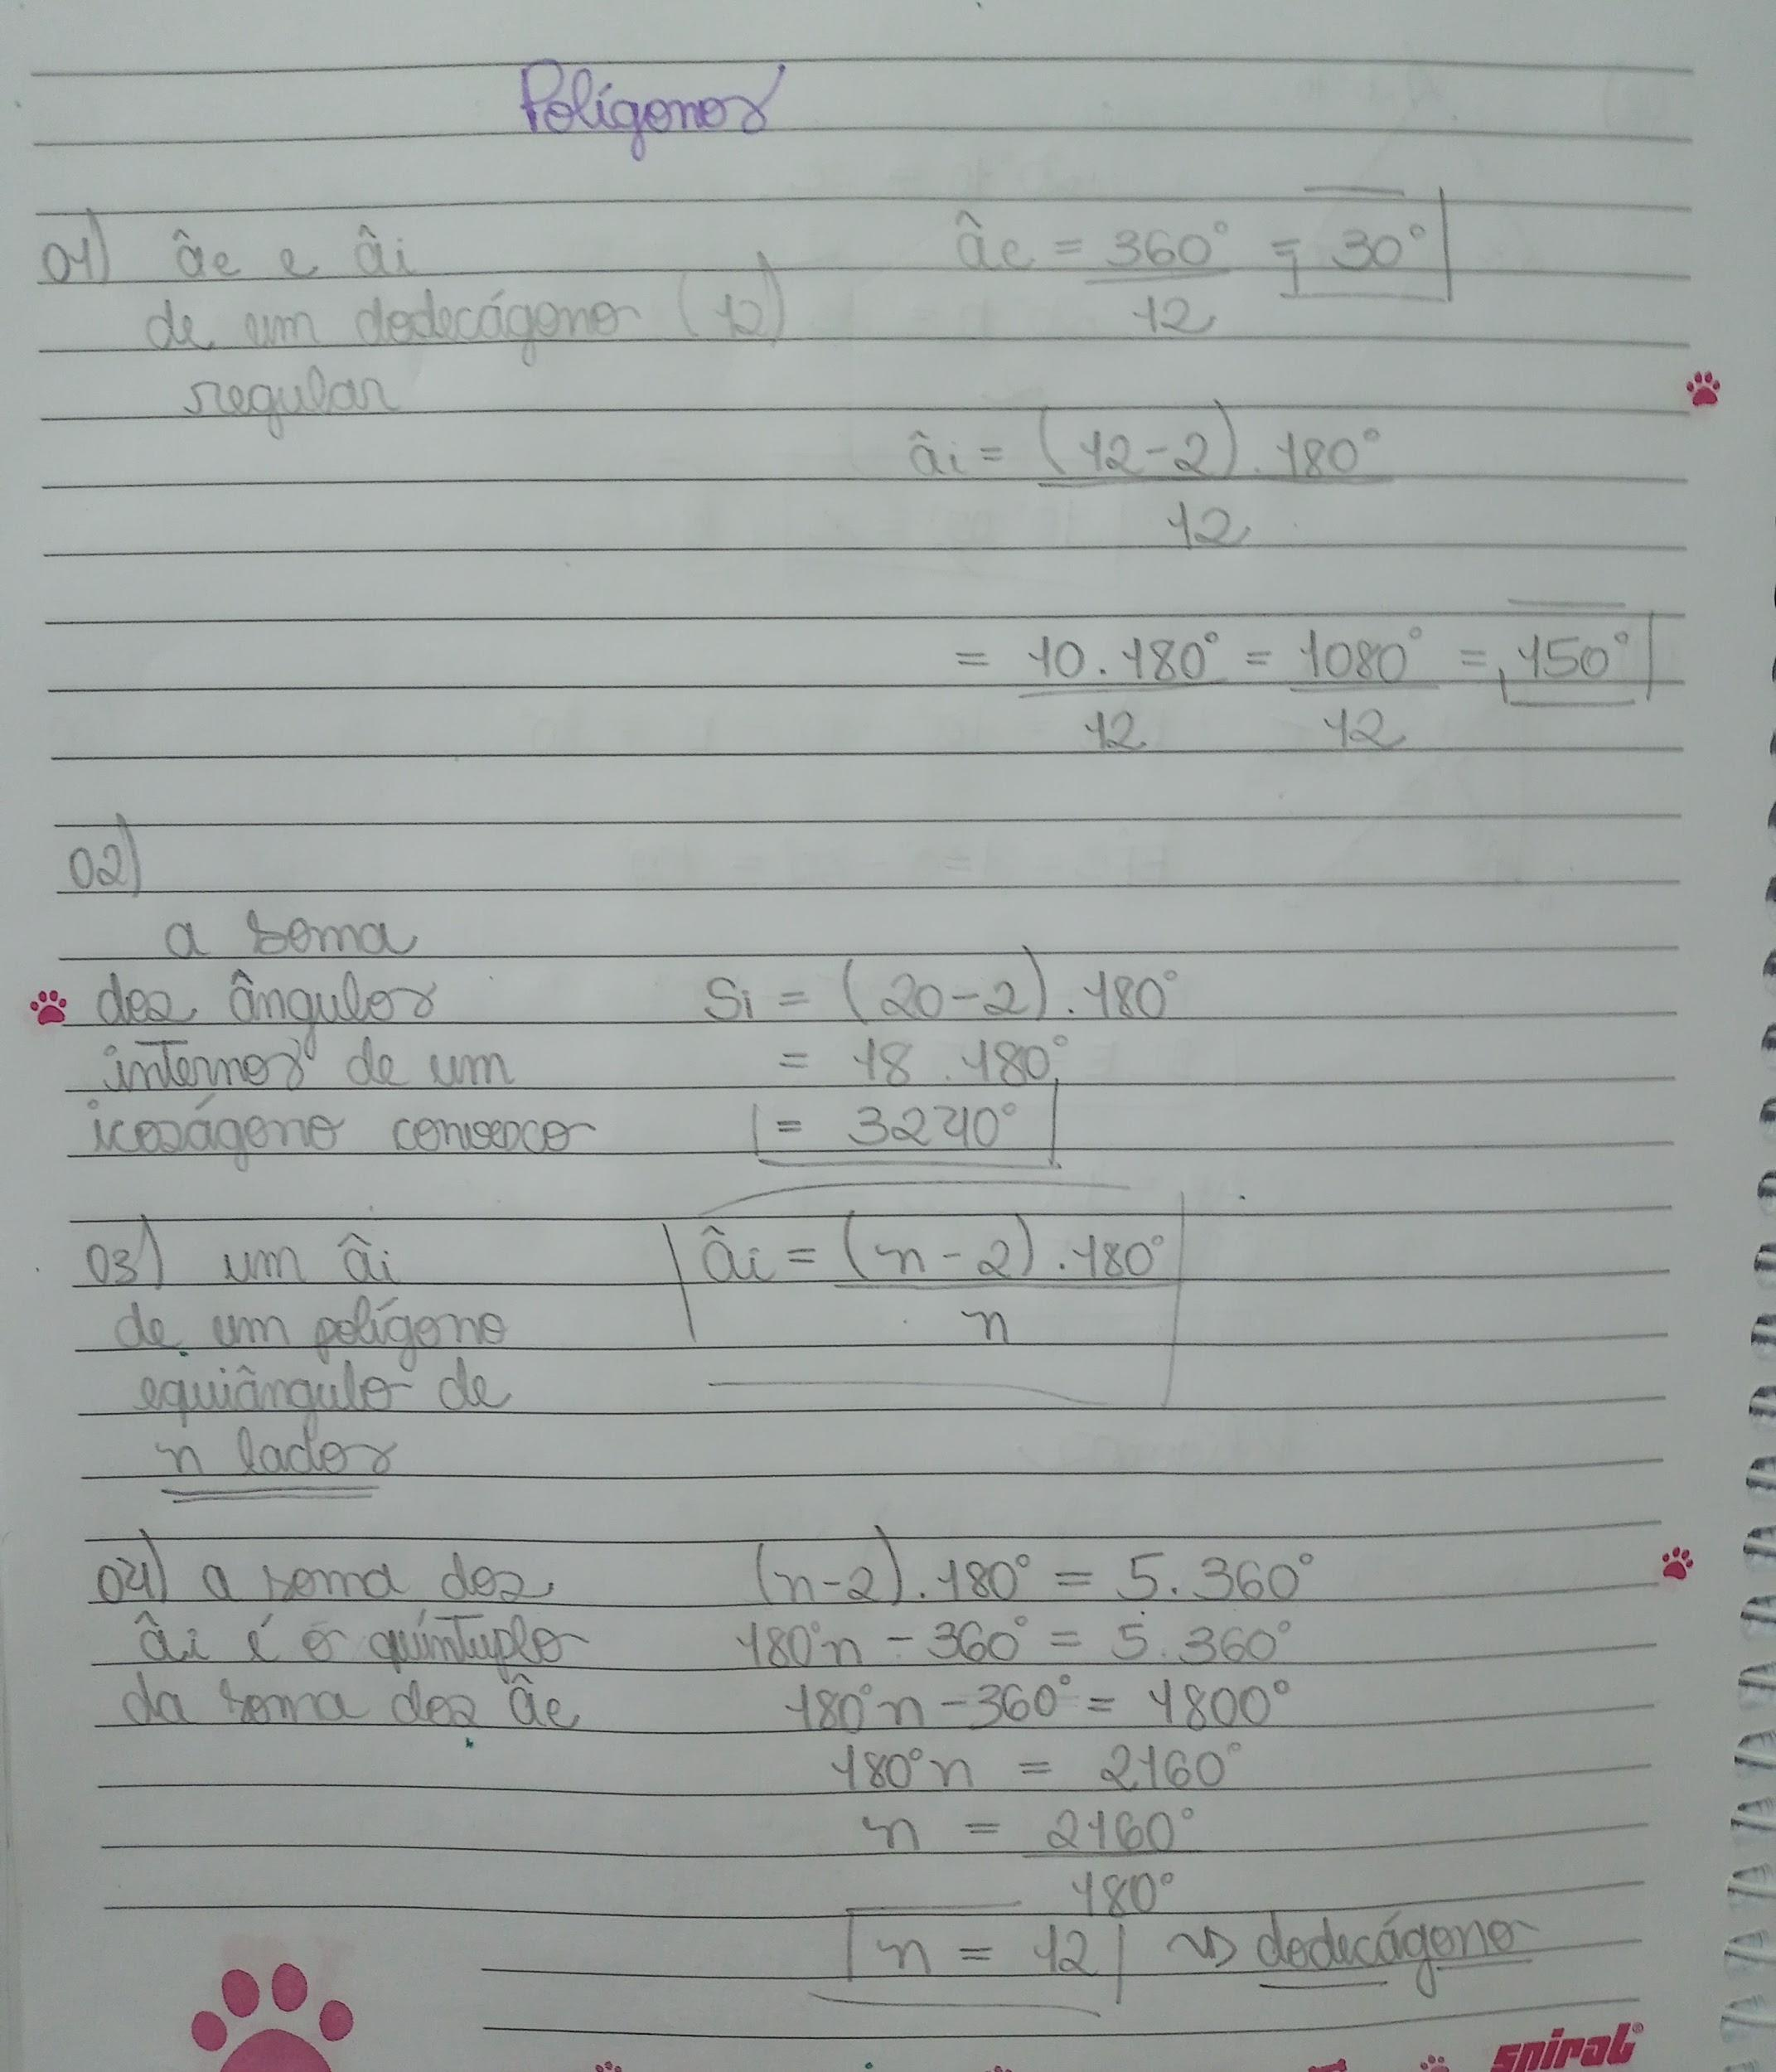 Polígonos
01) âe e âi
de um dodecágono (12)
regular
âe = 360° = 30°
12
âi = (12-2).180°
12
= 10.180° = 1080° = 150°
12 12
02)
a soma
dos ângulos
internos de um
icoságono convexo
Si = (20-2).180°
= 18.180°
= 3240°
03) um âi
de um polígono
equiângulo de
n lados
âi = (n-2).180°
n
04) a soma dos
âi é o quíntuplo
da soma dos âe
(n-2).180° = 5.360°
180°n - 360° = 5.360°
180°n - 360° = 1800°
180°n = 2160°
n = 2160°
180°
n = 12 ⇝ dodecágono
spiral®